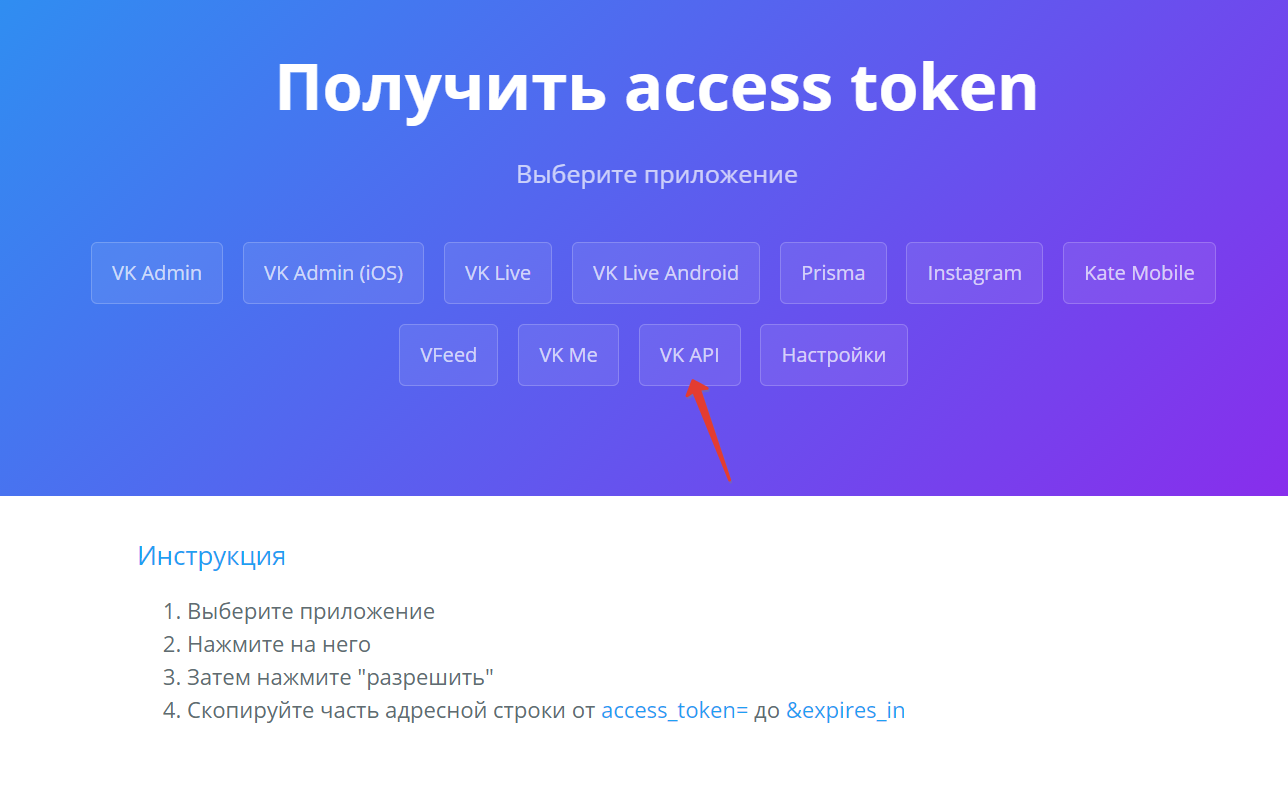 Получить access token
Выберите приложение
VK Admin VK Admin (iOS) VK Live VK Live Android Prisma Instagram Kate Mobile
VFeed VK Me VK API Настройки
Инструкция
1. Выберите приложение
2. Нажмите на него
3. Затем нажмите "разрешить"
4. Скопируйте часть адресной строки от access_token= до &expires_in